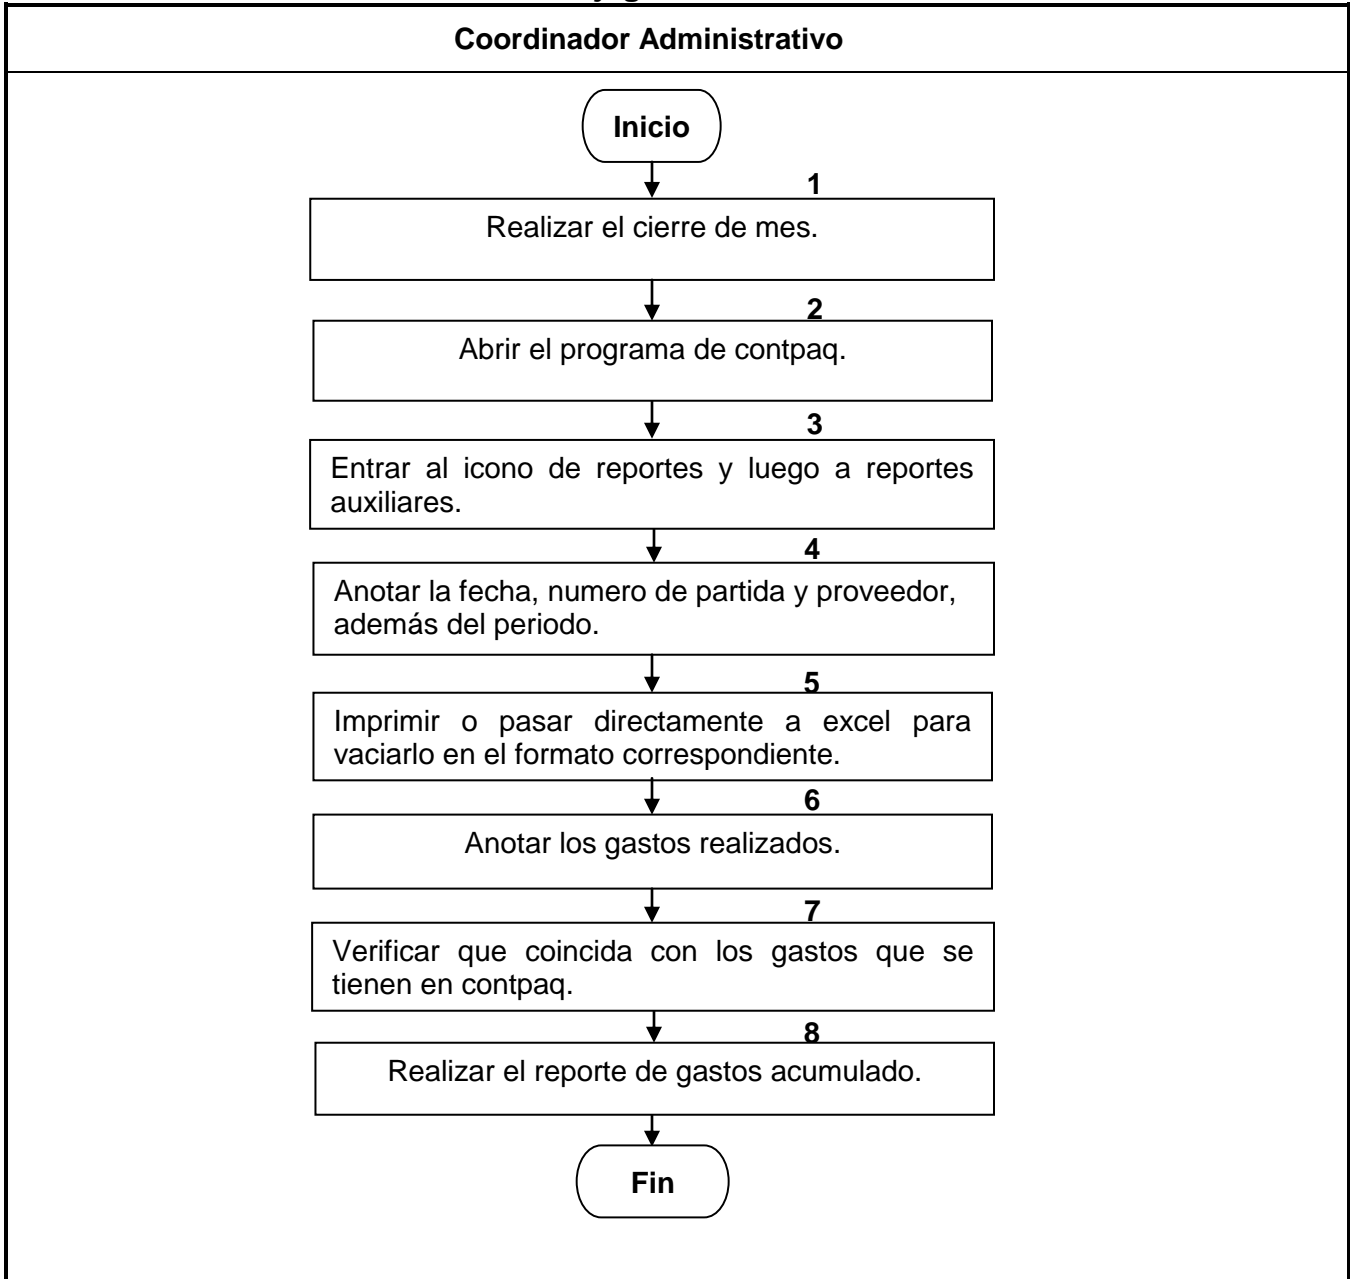 Coordinador Administrativo
Inicio
1
Realizar el cierre de mes.
2
Abrir el programa de contpaq.
3
Entrar al icono de reportes y luego a reportes
auxiliares.
4
Anotar la fecha, numero de partida y proveedor,
además del periodo.
5
Imprimir o pasar directamente a excel para
vaciarlo en el formato correspondiente.
6
Anotar los gastos realizados.
7
Verificar que coincida con los gastos que se
tienen en contpaq.
8
Realizar el reporte de gastos acumulado.
Fin